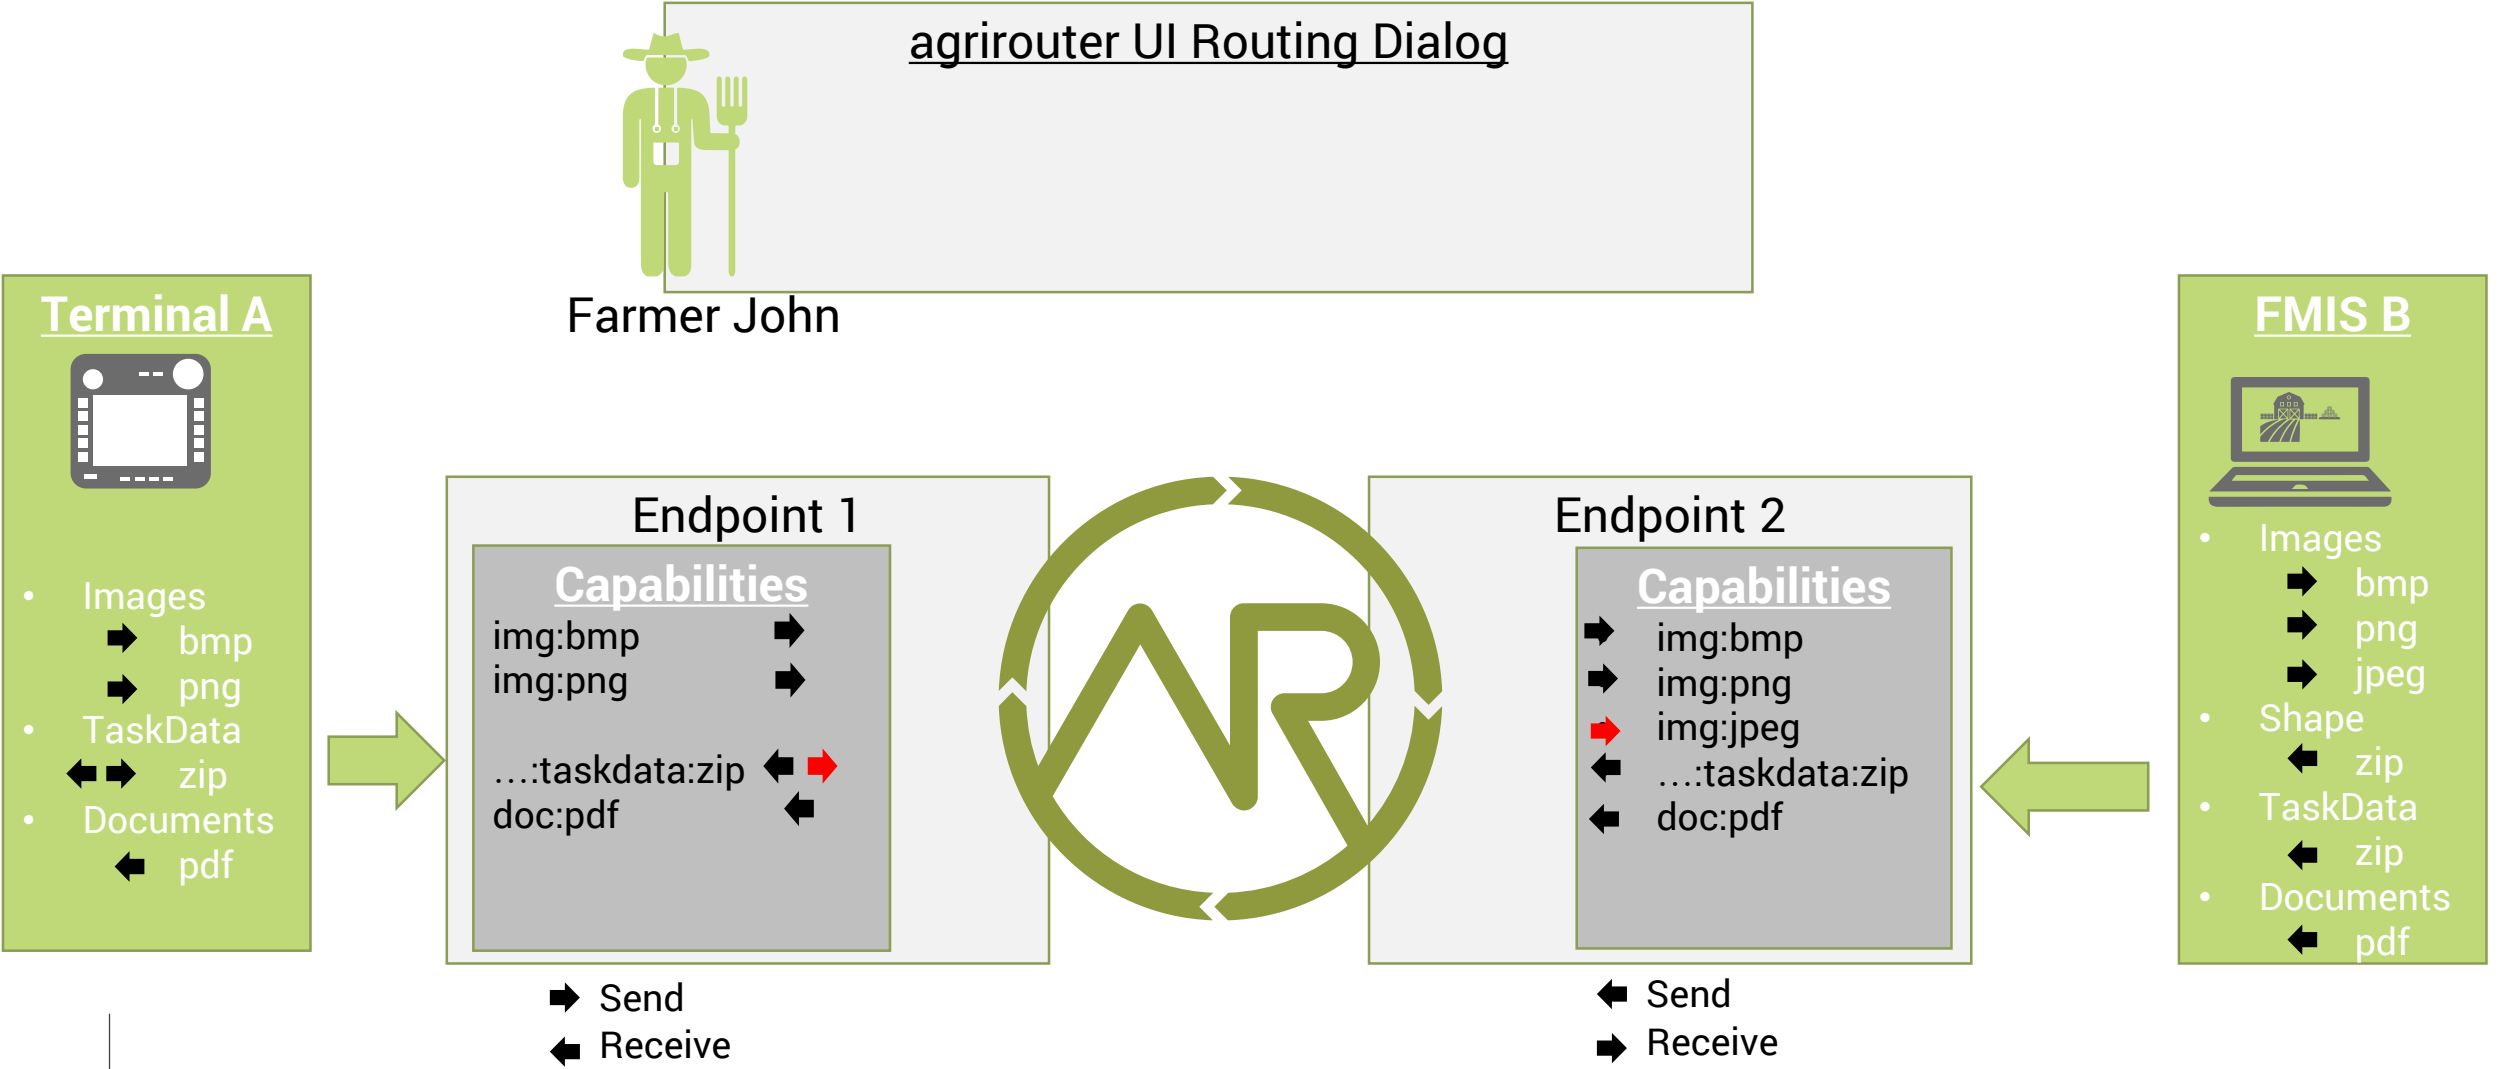 agrirouter UI Routing Dialog
Farmer John
Terminal A
• Images
bmp
png
• TaskData
zip
• Documents
pdf
Endpoint 1
Capabilities
img:bmp
img:png
...:taskdata:zip
doc:pdf
Send
Receive
AR
Endpoint 2
Capabilities
img:bmp
img:png
img:jpeg
...:taskdata:zip
doc:pdf
Send
Receive
FMIS B
• Images
bmp
png
jpeg
• Shape
zip
• TaskData
zip
• Documents
pdf